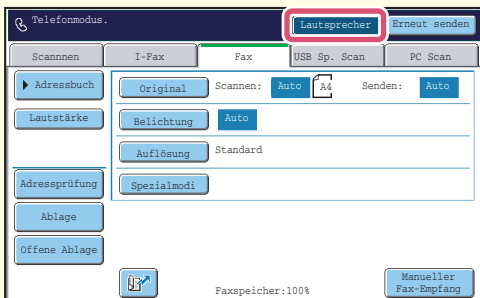 Telefonmodus.
Lautsprecher Erneut senden
Scannnen I-Fax Fax USB Sp. Scan PC Scan
Adressbuch Original Scannen: Auto A4 Senden: Auto
Lautstärke Belichtung Auto
Auflösung Standard
Adressprüfung Spezialmodi
Ablage
Offene Ablage
Faxspeicher:100% Manueller
Fax-Empfang